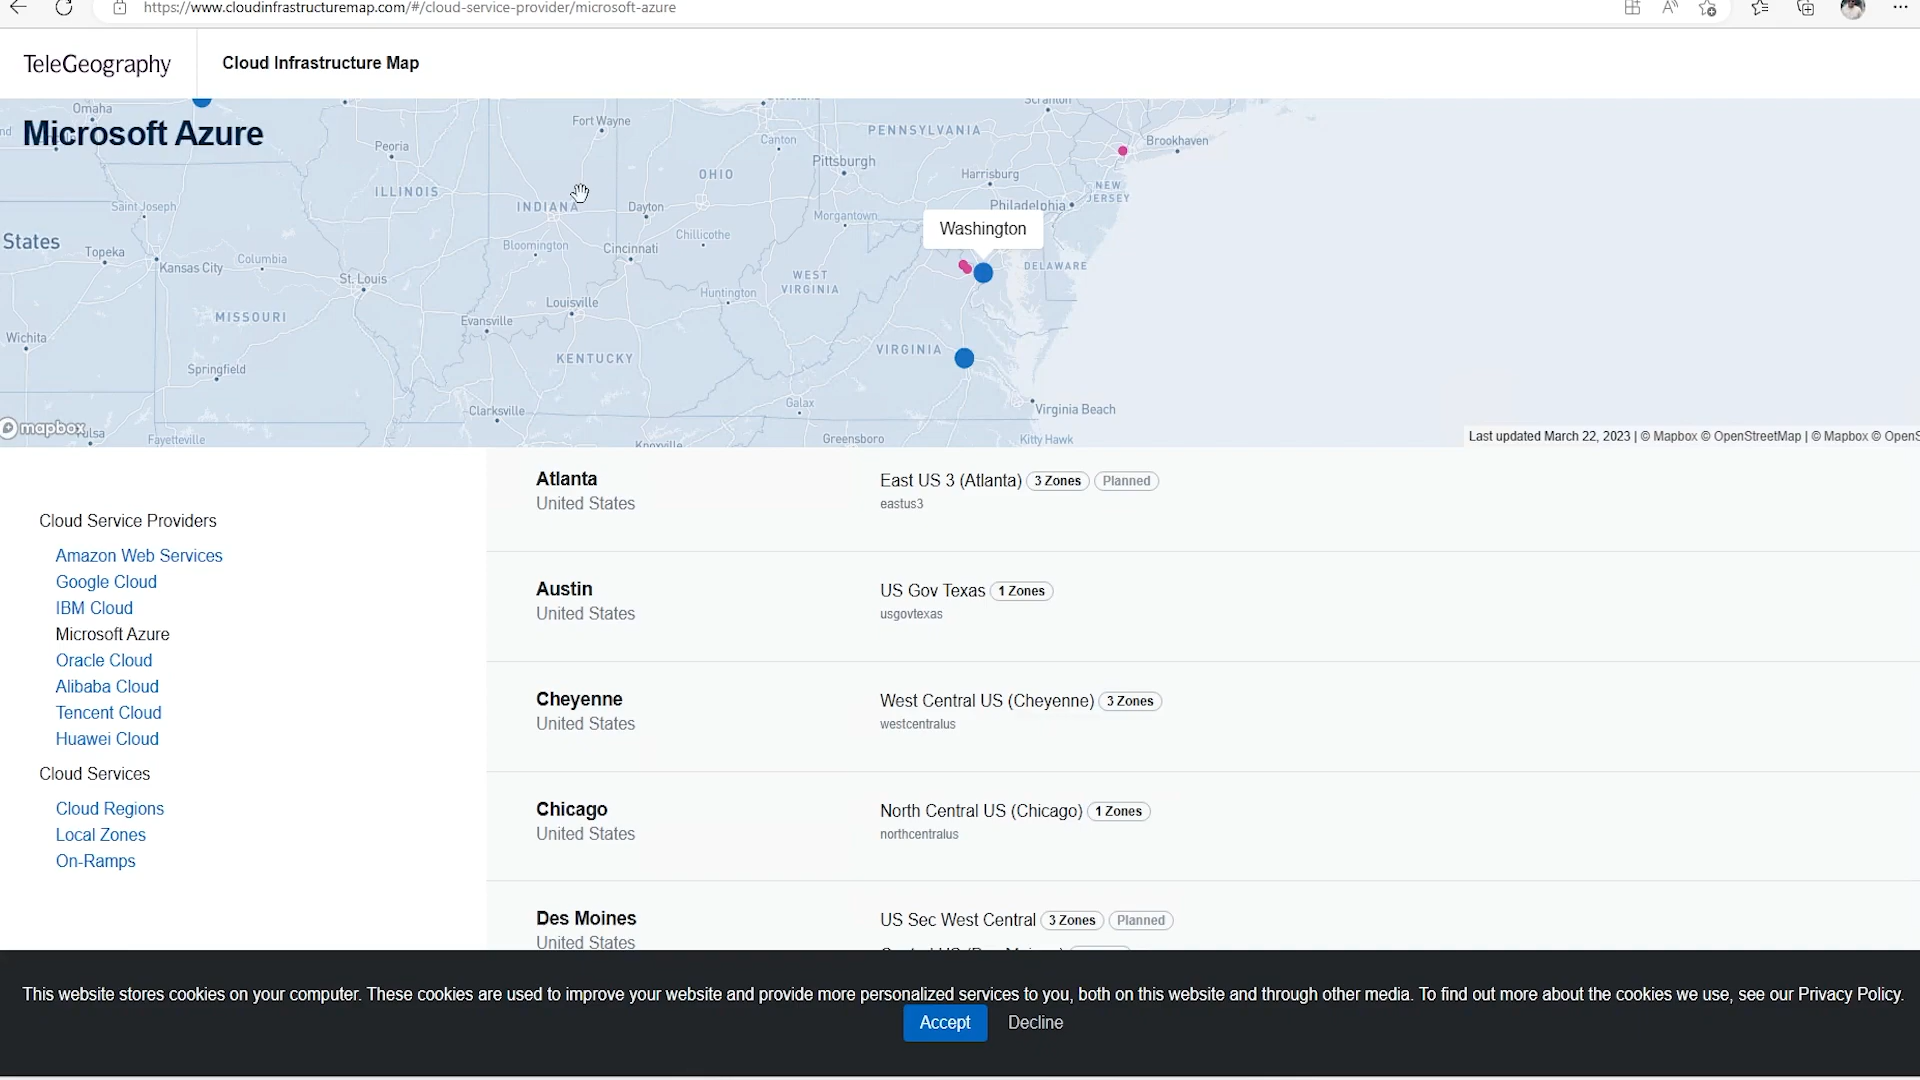 https://www.cloudinfrastructuremap.com/#/cloud-service-provider/microsoft-azure
TeleGeography
Cloud Infrastructure Map
Microsoft Azure
Omaha
Fort Wayne
PENNSYLVANIA
Scranton
Peoria
Canton
Pittsburgh
Brookhaven
ILLINOIS
OHIO
Harrisburg
NEW
JERSEY
Saint Joseph
INDIANA
Dayton
Morgantown
Philadelphia
States
Topeka
Columbia
Bloomington
Cincinnati
Chillicothe
Washington
Kansas City
St. Louis
WEST
VIRGINIA
DELAWARE
Huntington
Louisville
MISSOURI
Evansville
Wichita
KENTUCKY
VIRGINIA
Springfield
Clarksville
Galax
Virginia Beach
mapbox
Fayetteville
Knoxville
Greensboro
Kitty Hawk
Last updated March 22, 2023 | © Mapbox © OpenStreetMap | © Mapbox © OpenS
Cloud Service Providers
Amazon Web Services
Google Cloud
IBM Cloud
Microsoft Azure
Oracle Cloud
Alibaba Cloud
Tencent Cloud
Huawei Cloud
Cloud Services
Cloud Regions
Local Zones
On-Ramps
Atlanta
United States
East US 3 (Atlanta) 3 Zones Planned
eastus3
Austin
United States
US Gov Texas 1 Zones
usgovtexas
Cheyenne
United States
West Central US (Cheyenne) 3 Zones
westcentralus
Chicago
United States
North Central US (Chicago) 1 Zones
northcentralus
Des Moines
United States
US Sec West Central 3 Zones Planned
This website stores cookies on your computer. These cookies are used to improve your website and provide more personalized services to you, both on this website and through other media. To find out more about the cookies we use, see our Privacy Policy.
Accept
Decline